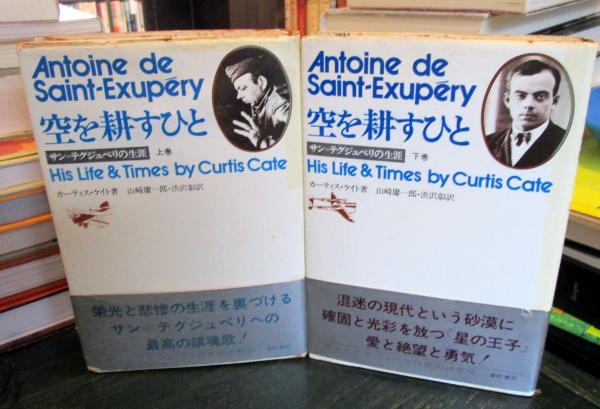 Antoine de
Saint-Exupéry
空を耕すひと
サン=テグジュペリの生涯 上巻
His Life & Times by Curtis Cate
カーティス・ケイト著 山崎庸一郎・渋沢彰訳
栄光と悲惨の生涯を裏づける
サン=テグジュペリへの
最高の鎮魂歌!
Antoine de
Saint-Exupéry
空を耕すひと
サン=テグジュペリの生涯 下巻
His Life & Times by Curtis Cate
カーティス・ケイト著 山崎庸一郎・渋沢彰訳
混迷の現代という砂漠に
確固と光彩を放つ『星の王子』
愛と絶望と勇気!